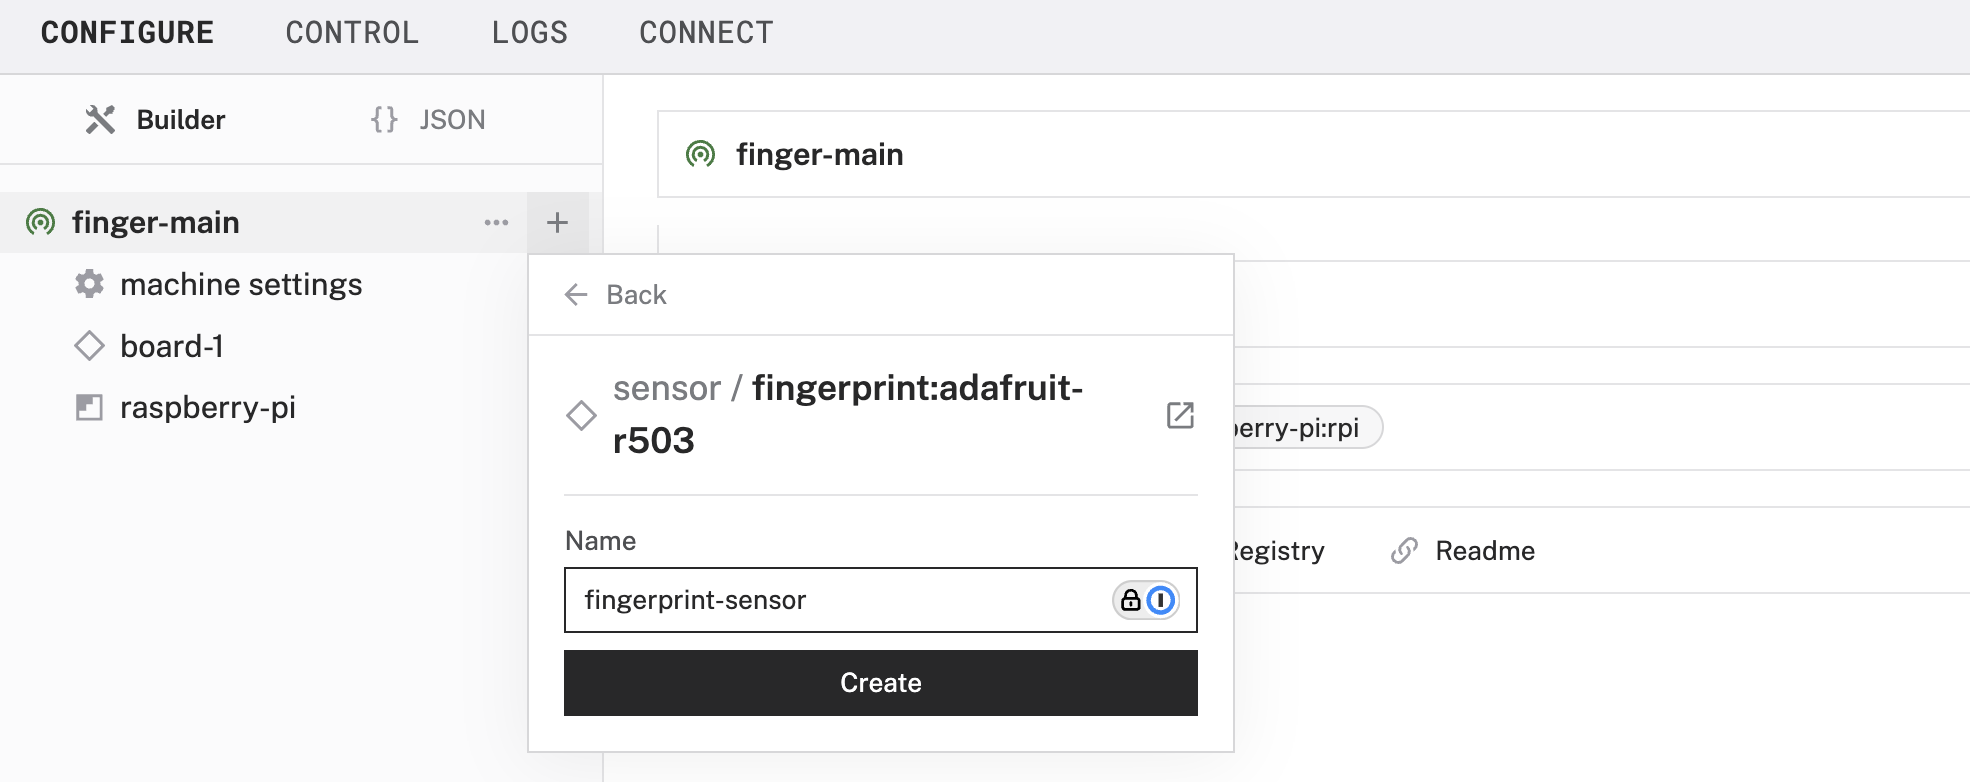 CONFIGURE CONTROL LOGS CONNECT
Builder {} JSON
finger-main
finger-main
machine settings
board-1
raspberry-pi
Back
sensor / fingerprint:adafruit-
r503
Name
fingerprint-sensor
Create
erry-pi:rpi
egistry Readme